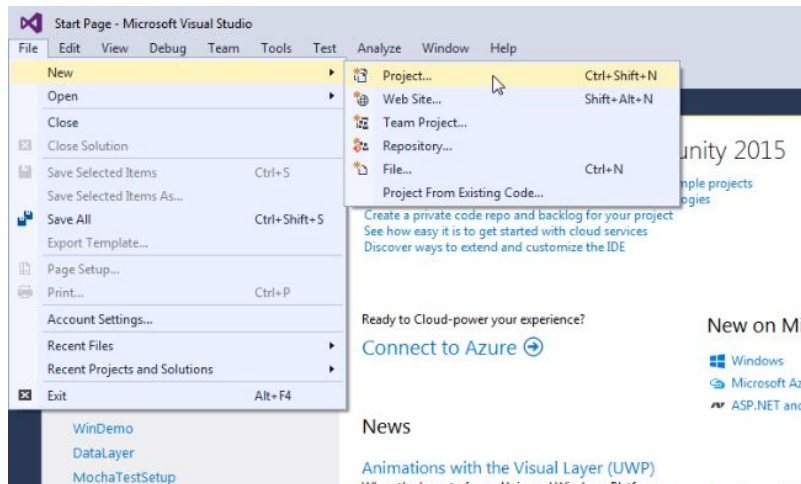 Start Page - Microsoft Visual Studio
File Edit View Debug Team Tools Test Analyze Window Help
New
Open
Close
Close Solution
Save Selected Items Ctrl+S
Save Selected Items As...
Save All Ctrl+Shift+S
Export Template...
Page Setup...
Print... Ctrl+P
Account Settings...
Recent Files
Recent Projects and Solutions
Exit Alt+F4
Project... Ctrl+Shift+N
Web Site... Shift+Alt+N
Team Project...
Repository...
File... Ctrl+N
Project From Existing Code...
unity 2015
mple projects
ogies
Create a private code repo and backlog for your project
See how easy it is to get started with cloud services
Discover ways to extend and customize the IDE
Ready to Cloud-power your experience?
Connect to Azure
New on Mi
Windows
Microsoft Az
ASP.NET and
WinDemo
DataLayer
MochaTestSetup
News
Animations with the Visual Layer (UWP)